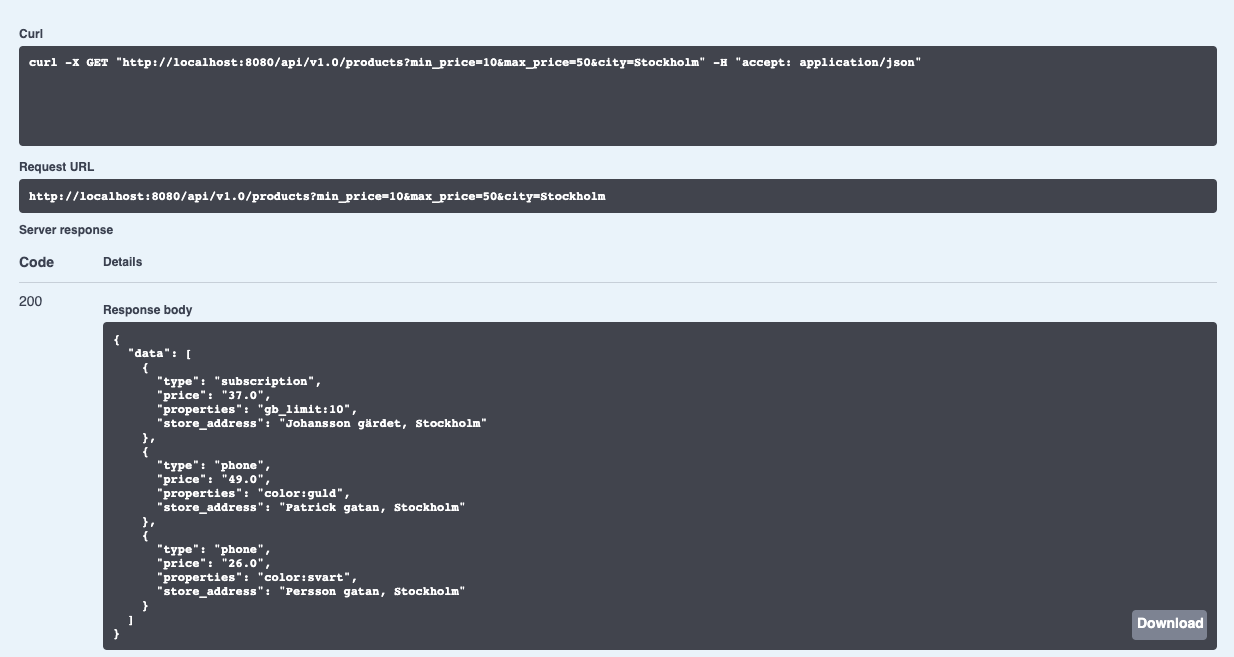 Curl
curl -X GET "http://localhost:8080/api/v1.0/products?min_price=10&max_price=50&city=Stockholm" -H "accept: application/json"
Request URL
http://localhost:8080/api/v1.0/products?min_price=10&max_price=50&city=Stockholm
Server response
Code Details
200
Response body
{
  "data": [
    {
      "type": "subscription",
      "price": "37.0",
      "properties": "gb_limit:10",
      "store_address": "Johansson gärdet, Stockholm"
    },
    {
      "type": "phone",
      "price": "49.0",
      "properties": "color:guld",
      "store_address": "Patrick gatan, Stockholm"
    },
    {
      "type": "phone",
      "price": "26.0",
      "properties": "color:svart",
      "store_address": "Persson gatan, Stockholm"
    }
  ]
}
Download